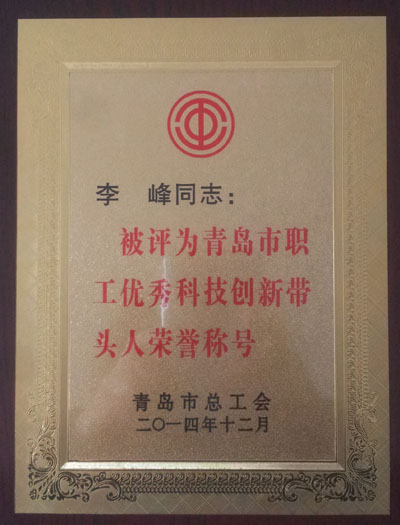 李 峰同志：
被评为青岛市职
工优秀科技创新带
头人荣誉称号
青岛市总工会
二〇一四年十二月